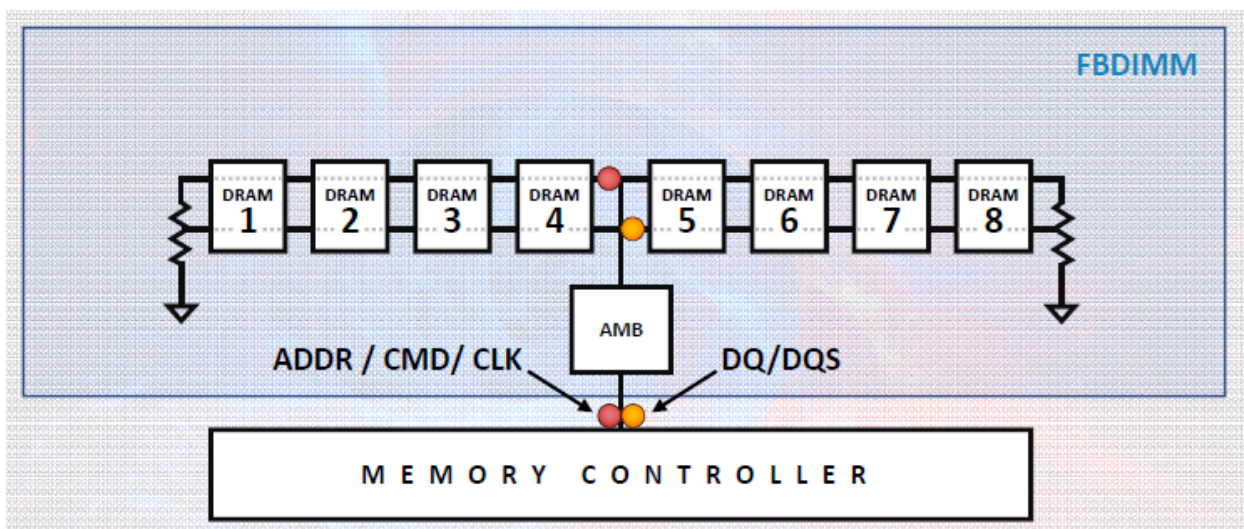 FBDIMM
DRAM
1
DRAM
2
DRAM
3
DRAM
4
DRAM
5
DRAM
6
DRAM
7
DRAM
8
AMB
ADDR / CMD/ CLK
DQ/DQS
MEMORY CONTROLLER